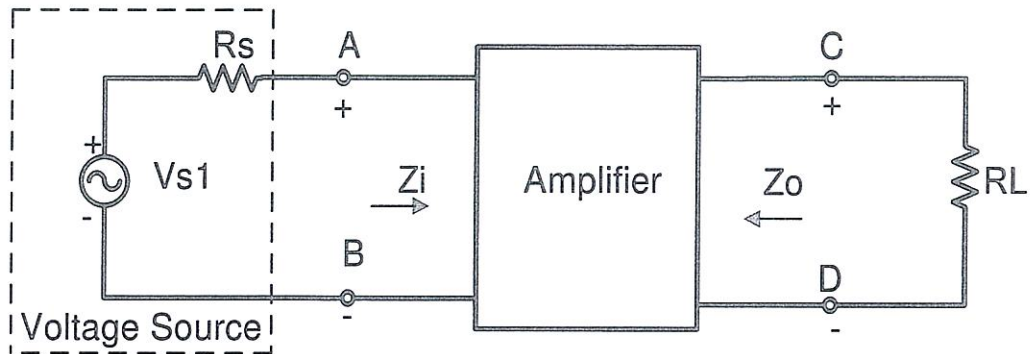 Rs
A
C
+
+
+
Vs1
Zi
Amplifier
Zo
RL
-
B
D
-
-
Voltage Source